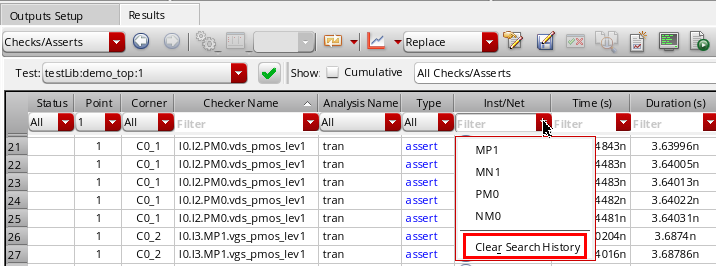 Outputs Setup Results
Checks/Asserts Replace
Test: testLib:demo_top:1 Show: Cumulative All Checks/Asserts
Status Point Corner Checker Name Analysis Name Type Inst/Net Time (s) Duration (s)
All 1 All Filter All All Filter Filter Filter
21 1 C0_1 I0.I2.PM0.vds_pmos_lev1 tran assert 4843n 3.63996n
22 1 C0_1 I0.I2.PM0.vds_pmos_lev1 tran assert 4483n 3.64005n
23 1 C0_1 I0.I2.PM0.vds_pmos_lev1 tran assert 4483n 3.64013n
24 1 C0_1 I0.I2.PM0.vds_pmos_lev1 tran assert 4482n 3.64022n
25 1 C0_1 I0.I2.PM0.vds_pmos_lev1 tran assert 4481n 3.64031n
26 1 C0_2 I0.I3.MP1.vgs_pmos_lev1 tran assert 0204n 3.6874n
27 1 C0_2 I0.I3.MP1.vgs_pmos_lev1 tran assert 4016n 3.68786n
MP1
MN1
PM0
NM0
Clear Search History